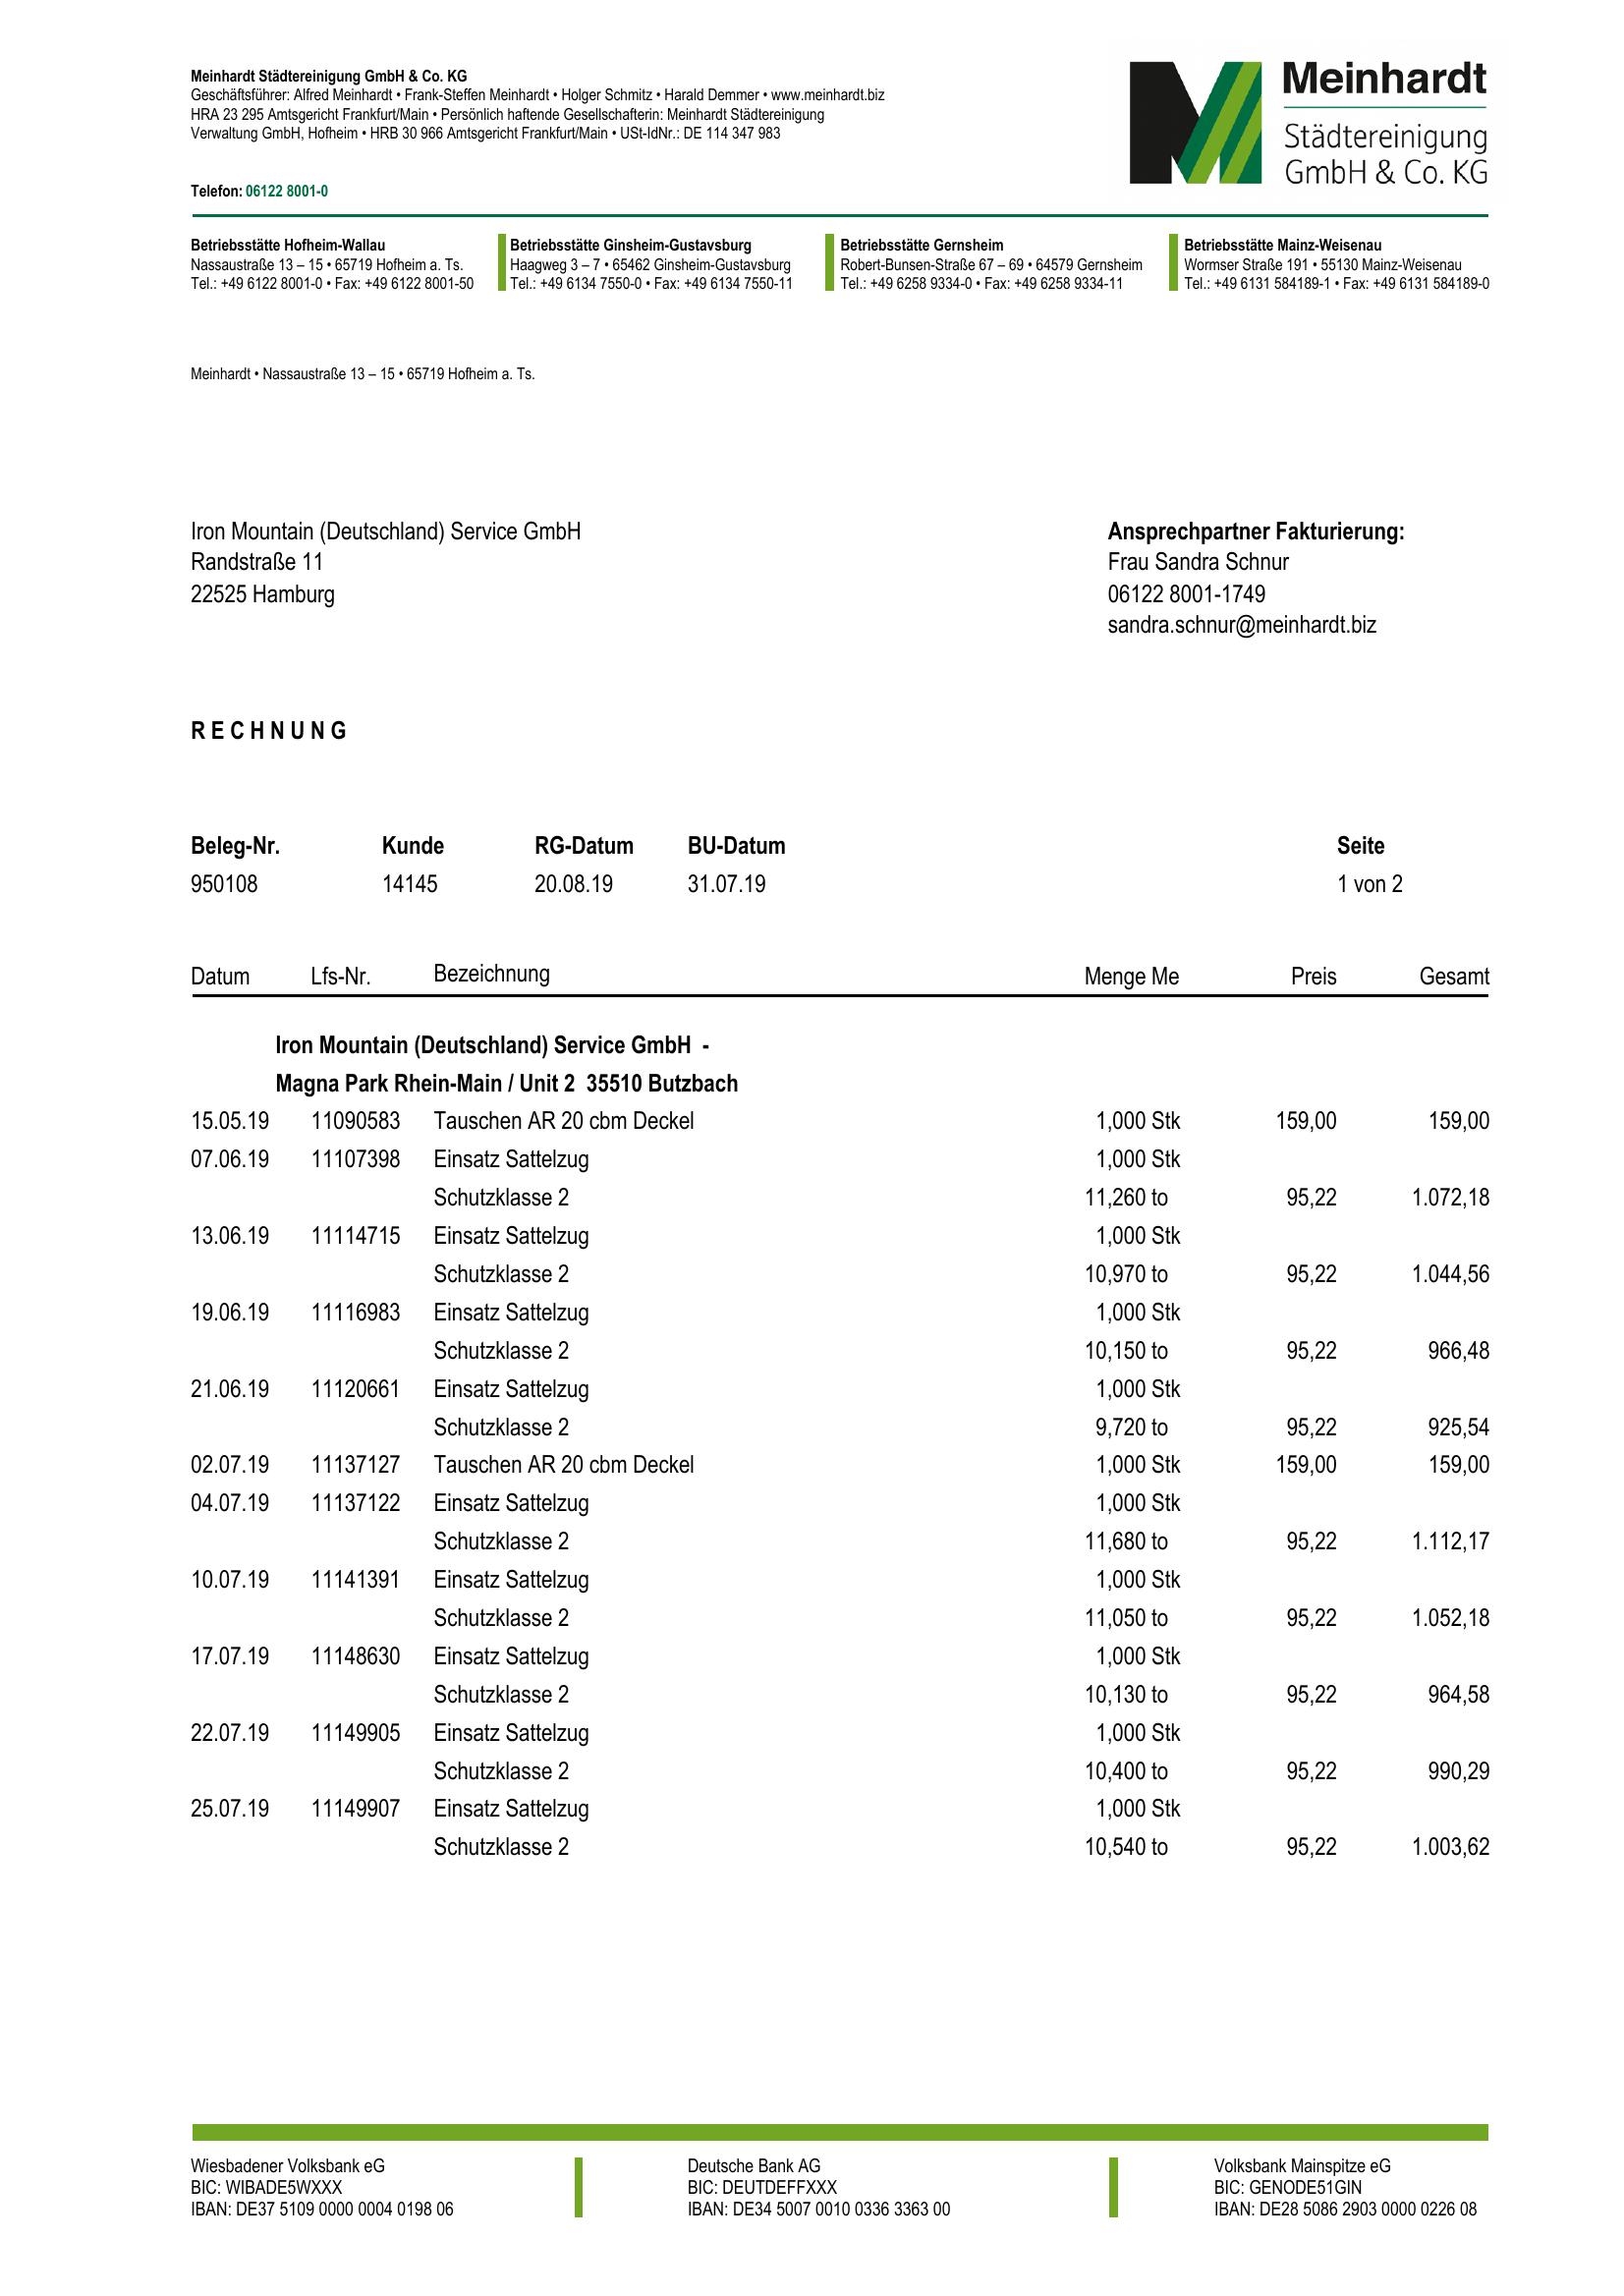 Meinhardt Städtereinigung GmbH & Co. KG
Geschäftsführer: Alfred Meinhardt • Frank-Steffen Meinhardt • Holger Schmitz • Harald Demmer • www.meinhardt.biz
HRA 23 295 Amtsgericht Frankfurt/Main • Persönlich haftende Gesellschafterin: Meinhardt Städtereinigung
Verwaltung GmbH, Hofheim • HRB 30 966 Amtsgericht Frankfurt/Main • USt-IdNr.: DE 114 347 983
Telefon: 06122 8001-0
Meinhardt
Städtereinigung
GmbH & Co. KG
Betriebsstätte Hofheim-Wallau
Nassaustraße 13 – 15 • 65719 Hofheim a. Ts.
Tel.: +49 6122 8001-0 • Fax: +49 6122 8001-50
Betriebsstätte Ginsheim-Gustavsburg
Haagweg 3 – 7 • 65462 Ginsheim-Gustavsburg
Tel.: +49 6134 7550-0 • Fax: +49 6134 7550-11
Betriebsstätte Gernsheim
Robert-Bunsen-Straße 67 – 69 • 64579 Gernsheim
Tel.: +49 6258 9334-0 • Fax: +49 6258 9334-11
Betriebsstätte Mainz-Weisenau
Wormser Straße 191 • 55130 Mainz-Weisenau
Tel.: +49 6131 584189-1 • Fax: +49 6131 584189-0
Meinhardt • Nassaustraße 13 – 15 • 65719 Hofheim a. Ts.
Iron Mountain (Deutschland) Service GmbH
Randstraße 11
22525 Hamburg
Ansprechpartner Fakturierung:
Frau Sandra Schnur
06122 8001-1749
sandra.schnur@meinhardt.biz
R E C H N U N G
Beleg-Nr. Kunde RG-Datum BU-Datum Seite
950108 14145 20.08.19 31.07.19 1 von 2
Datum Lfs-Nr. Bezeichnung Menge Me Preis Gesamt
Iron Mountain (Deutschland) Service GmbH -
Magna Park Rhein-Main / Unit 2 35510 Butzbach
15.05.19 11090583 Tauschen AR 20 cbm Deckel 1,000 Stk 159,00 159,00
07.06.19 11107398 Einsatz Sattelzug 1,000 Stk
Schutzklasse 2 11,260 to 95,22 1.072,18
13.06.19 11114715 Einsatz Sattelzug 1,000 Stk
Schutzklasse 2 10,970 to 95,22 1.044,56
19.06.19 11116983 Einsatz Sattelzug 1,000 Stk
Schutzklasse 2 10,150 to 95,22 966,48
21.06.19 11120661 Einsatz Sattelzug 1,000 Stk
Schutzklasse 2 9,720 to 95,22 925,54
02.07.19 11137127 Tauschen AR 20 cbm Deckel 1,000 Stk 159,00 159,00
04.07.19 11137122 Einsatz Sattelzug 1,000 Stk
Schutzklasse 2 11,680 to 95,22 1.112,17
10.07.19 11141391 Einsatz Sattelzug 1,000 Stk
Schutzklasse 2 11,050 to 95,22 1.052,18
17.07.19 11148630 Einsatz Sattelzug 1,000 Stk
Schutzklasse 2 10,130 to 95,22 964,58
22.07.19 11149905 Einsatz Sattelzug 1,000 Stk
Schutzklasse 2 10,400 to 95,22 990,29
25.07.19 11149907 Einsatz Sattelzug 1,000 Stk
Schutzklasse 2 10,540 to 95,22 1.003,62
Wiesbadener Volksbank eG
BIC: WIBADE5WXXX
IBAN: DE37 5109 0000 0004 0198 06
Deutsche Bank AG
BIC: DEUTDEFFXXX
IBAN: DE34 5007 0010 0336 3363 00
Volksbank Mainspitze eG
BIC: GENODE51GIN
IBAN: DE28 5086 2903 0000 0226 08